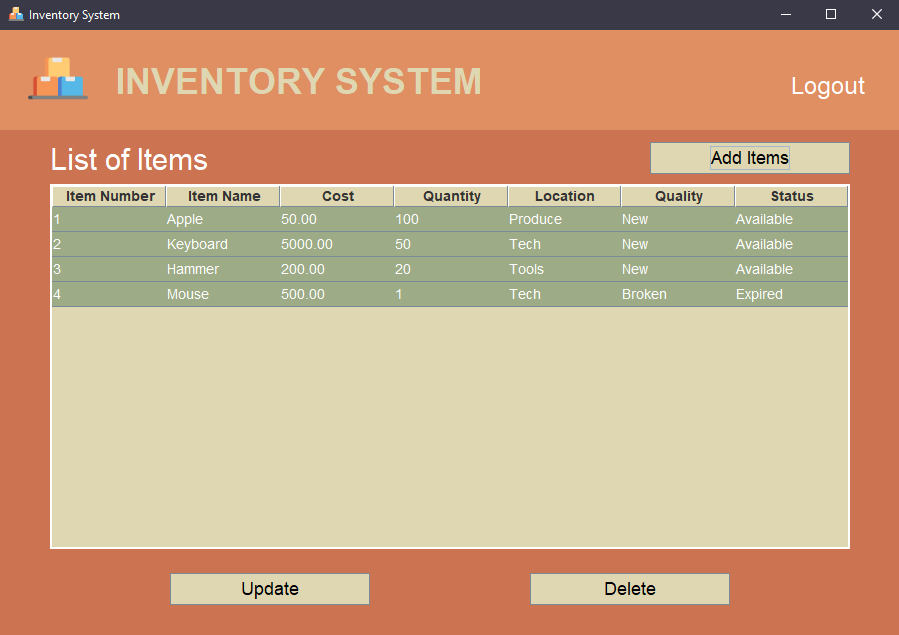 Inventory System
INVENTORY SYSTEM
Logout
List of Items
Add Items
Item Number Item Name Cost Quantity Location Quality Status
1 Apple 50.00 100 Produce New Available
2 Keyboard 5000.00 50 Tech New Available
3 Hammer 200.00 20 Tools New Available
4 Mouse 500.00 1 Tech Broken Expired
Update Delete